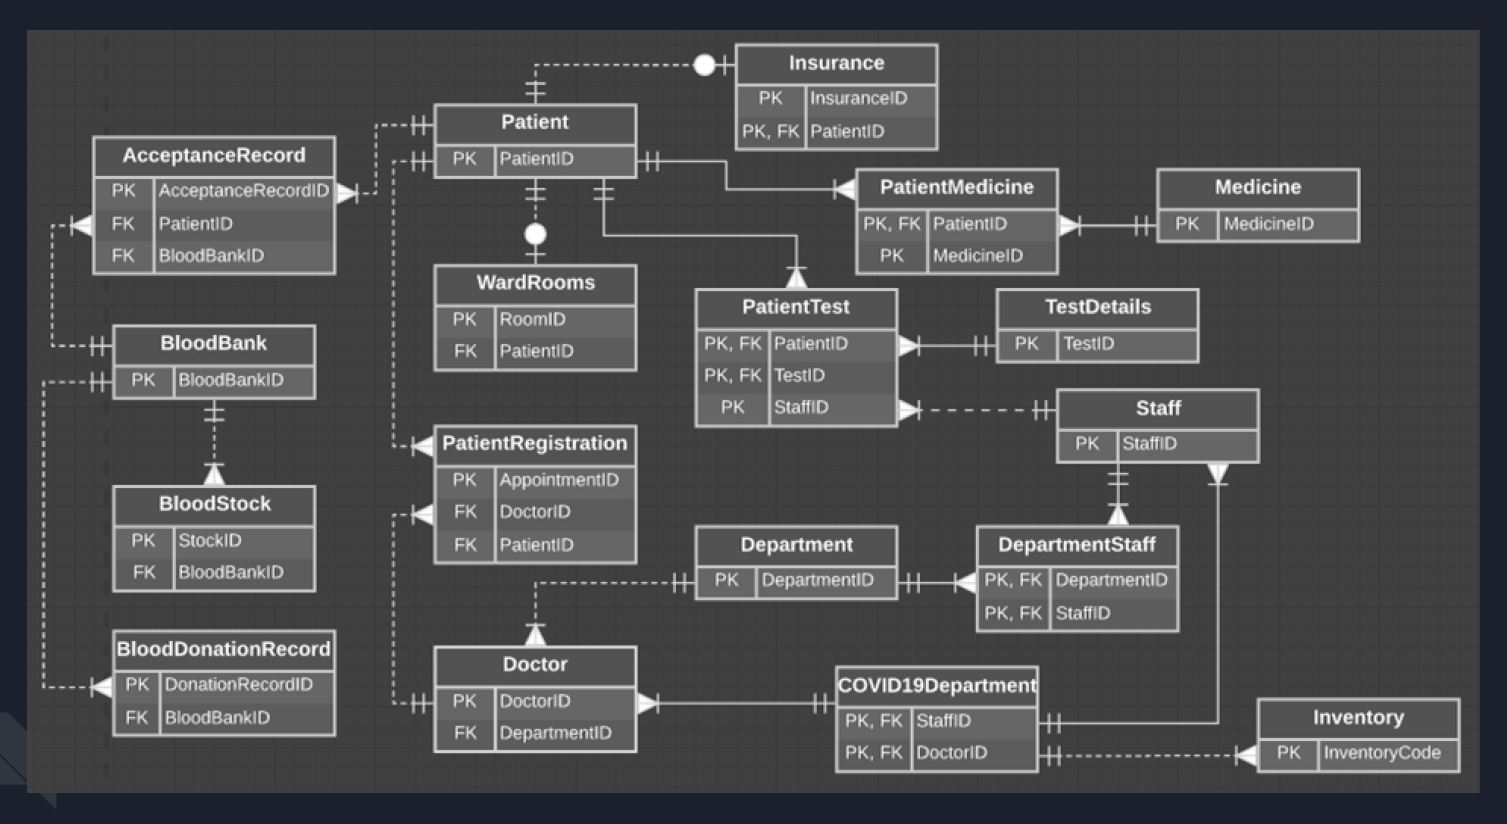 Insurance
PK InsuranceID
PK, FK PatientID
Patient
PK PatientID
AcceptanceRecord
PK AcceptanceRecordID
FK PatientID
FK BloodBankID
PatientMedicine
PK, FK PatientID
PK MedicineID
Medicine
PK MedicineID
WardRooms
PK RoomID
FK PatientID
PatientTest
PK, FK PatientID
PK, FK TestID
PK StaffID
TestDetails
PK TestID
BloodBank
PK BloodBankID
Staff
PK StaffID
PatientRegistration
PK AppointmentID
FK DoctorID
FK PatientID
BloodStock
PK StockID
FK BloodBankID
Department
PK DepartmentID
DepartmentStaff
PK, FK DepartmentID
PK, FK StaffID
BloodDonationRecord
PK DonationRecordID
FK BloodBankID
Doctor
PK DoctorID
FK DepartmentID
COVID19Department
PK, FK StaffID
PK, FK DoctorID
Inventory
PK InventoryCode